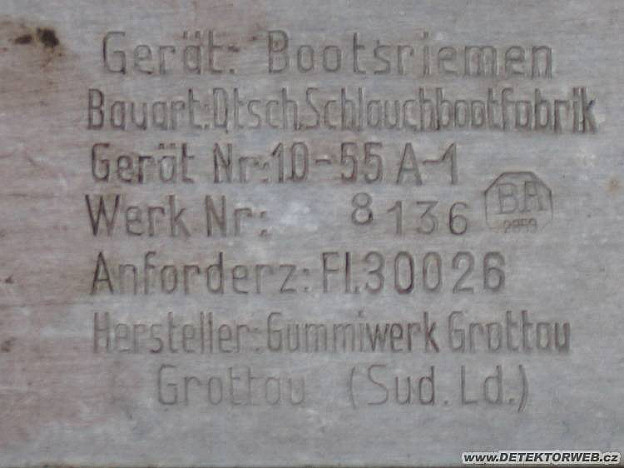 Gerät: Bootsriemen
Bauart: Dtsch. Schlauchbootfabrik
Gerät Nr: 10-55 A-1
Werk Nr: 8136
BA
Anforderz: Fl. 30026
Hersteller: Gummiwerk Grottau
Grottau (Sud. Ld.)
www.DETEKTORWEB.cz